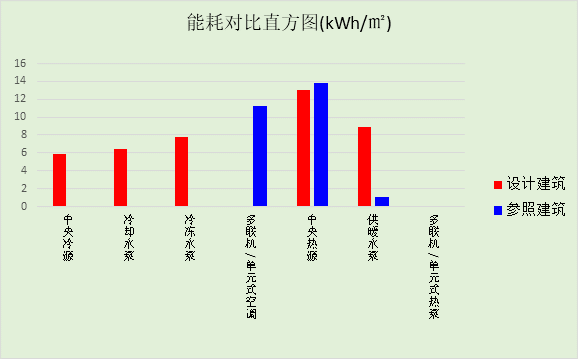 能耗对比直方图(kWh/㎡)
16
14
12
10
8
6
4
2
0
中央冷源
冷却水泵
冷冻水泵
多联机/单元式空调
中央热源
供暖水泵
多联机/单元式热泵
设计建筑
参照建筑